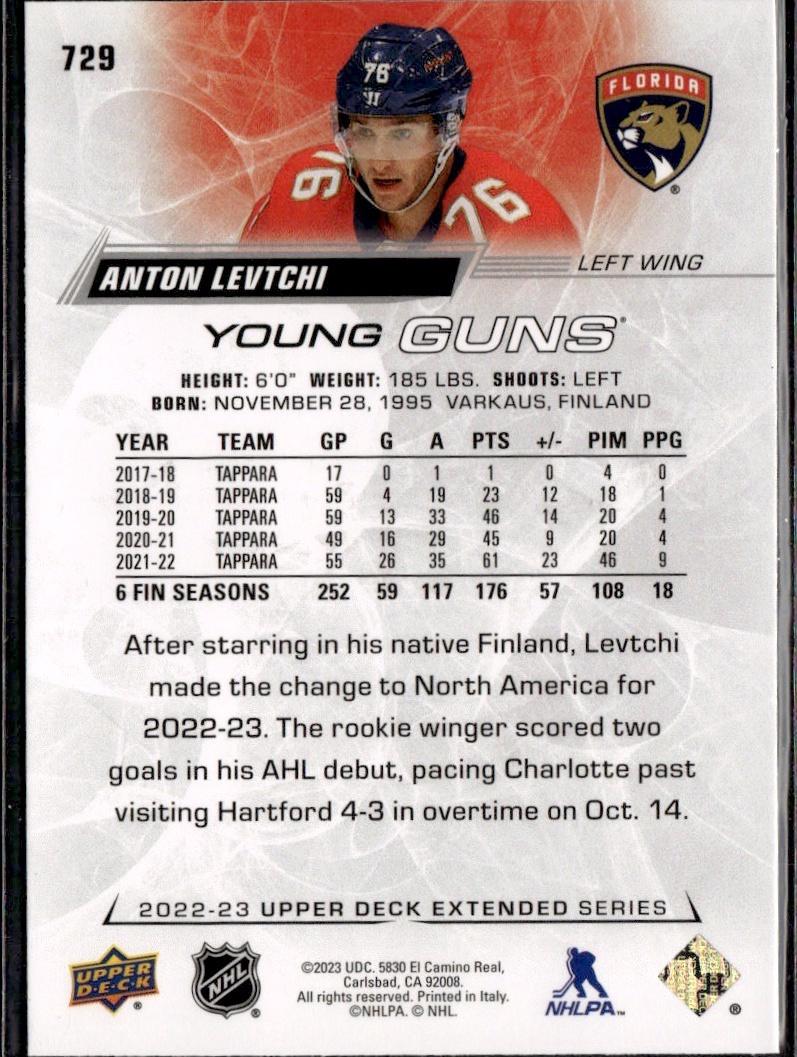 729
76
76
76
FLORIDA
®
ANTON LEVTCHI
LEFT WING
YOUNG GUNS®
HEIGHT: 6'0" WEIGHT: 185 LBS. SHOOTS: LEFT
BORN: NOVEMBER 28, 1995 VARKAUS, FINLAND
YEAR TEAM GP G A PTS +/- PIM PPG
2017-18 TAPPARA 17 0 1 1 0 4 0
2018-19 TAPPARA 59 4 19 23 12 18 1
2019-20 TAPPARA 59 13 33 46 14 20 4
2020-21 TAPPARA 49 16 29 45 9 20 4
2021-22 TAPPARA 55 26 35 61 23 46 9
6 FIN SEASONS 252 59 117 176 57 108 18
After starring in his native Finland, Levtchi
made the change to North America for
2022-23. The rookie winger scored two
goals in his AHL debut, pacing Charlotte past
visiting Hartford 4-3 in overtime on Oct. 14.
2022-23 UPPER DECK EXTENDED SERIES
UPPER
D·E·C·K
®
NHL
®
©2023 UDC. 5830 El Camino Real,
Carlsbad, CA 92008.
All rights reserved. Printed in Italy.
©NHLPA. © NHL.
NHLPA™
®